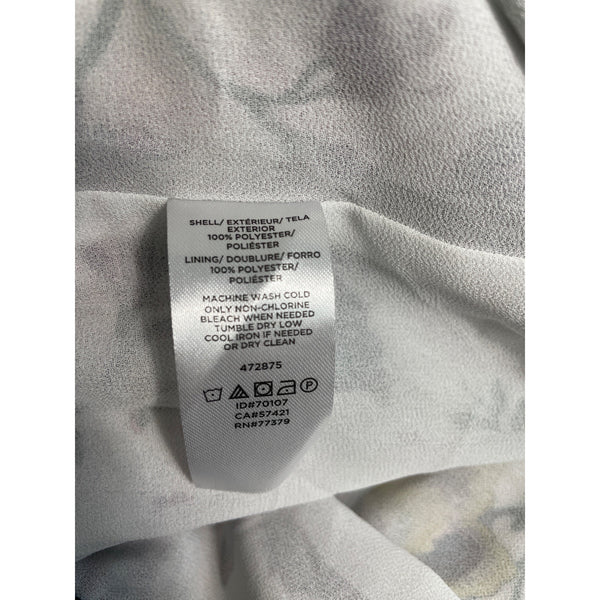 SHELL/ EXTÉRIEUR/ TELA
EXTERIOR
100% POLYESTER/
POLIÉSTER
LINING/ DOUBLURE/ FORRO
100% POLYESTER/
POLIÉSTER
MACHINE WASH COLD
ONLY NON-CHLORINE
BLEACH WHEN NEEDED
TUMBLE DRY LOW
COOL IRON IF NEEDED
OR DRY CLEAN
472875
P
ID#70107
CA#57421
RN#77379